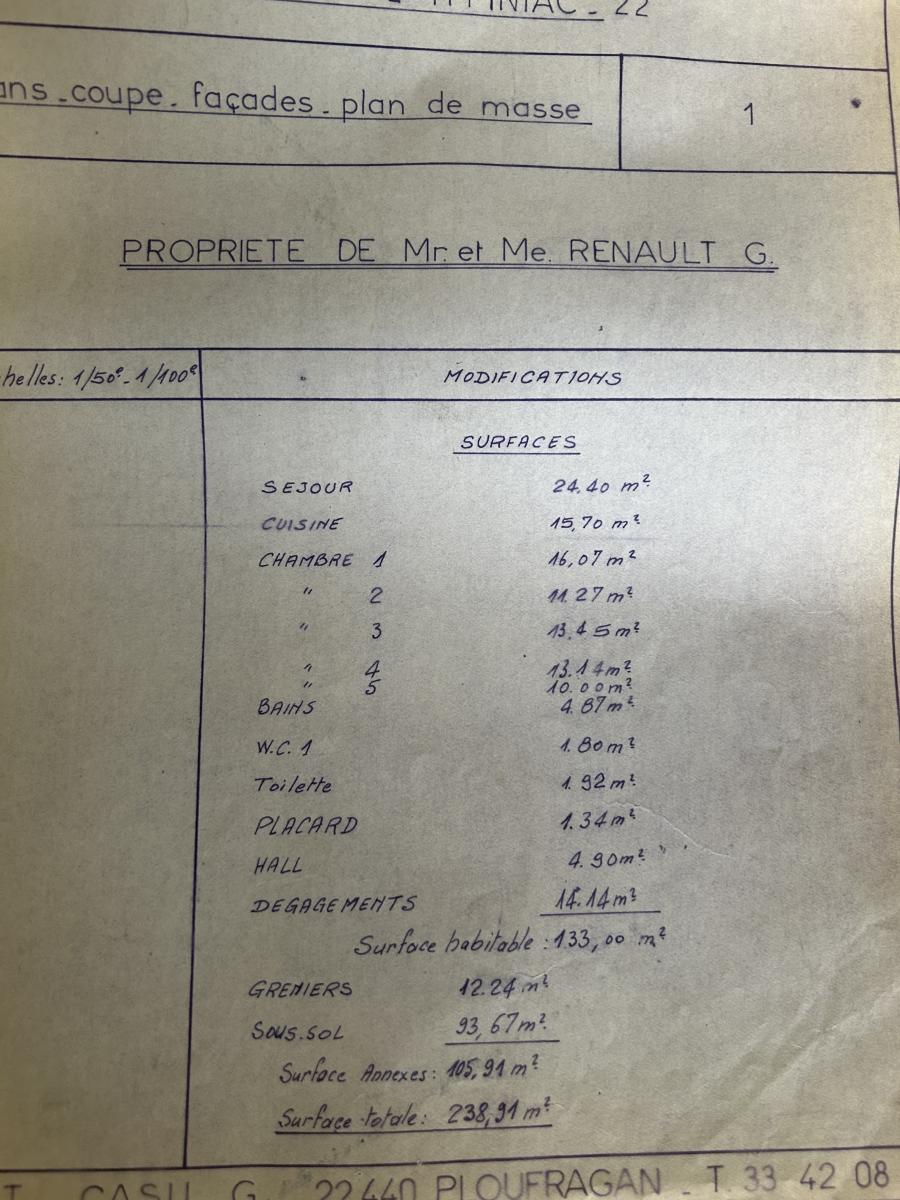 22
coupe. façades. plan de masse
1
PROPRIETE DE Mr. et Me. RENAULT G.
helles: 1/50e. 1/100e
MODIFICATIONS
SURFACES
SEJOUR 24.40 m²
CUISINE 15,70 m²
CHAMBRE 1 16,07 m²
" 2 11.27 m²
" 3 13.45 m²
" 4 13.14 m²
" 5 10.00 m²
BAINS 4.87 m²
W.C. 1 1.80 m²
Toilette 1.92 m²
PLACARD 1.34 m²
HALL 4.90 m²
DEGAGEMENTS 14.14 m²
Surface habitable : 133,00 m²
GRENIERS 12.24 m²
SOUS.SOL 93,67 m²
Surface Annexes : 105,91 m²
Surface totale : 238,91 m²
G. 22440 PLOUFRAGAN _ T. 33 42 08